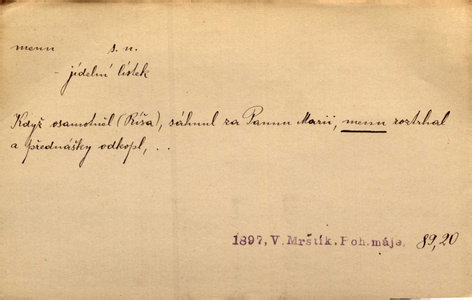 menu s. n.
- jídelní lístek
Když osamotněl (Ríša), sáhnul za Pannu Marii, menu roztrhal
a přednášky odkopl, . .
1897, V. Mrštík. Poh. máje, 89, 20